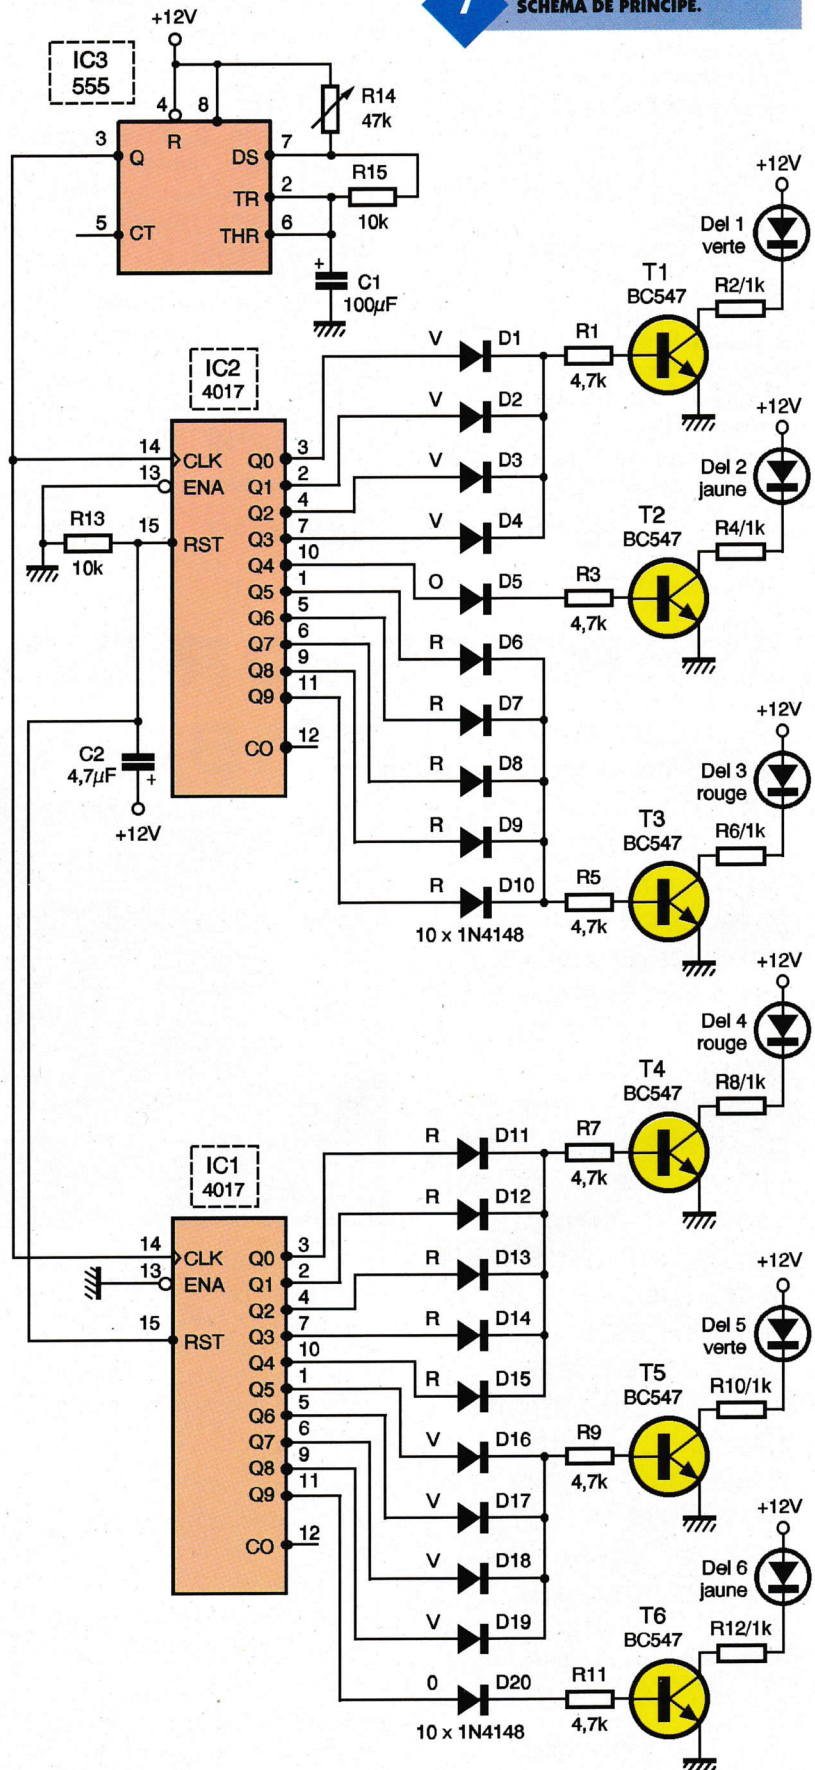 7
SCHEMA DE PRINCIPE.
+12V
IC3
555
4
8
R14
47k
3
Q
R
DS
7
TR
2
R15
10k
5
CT
THR
6
+
C1
100µF
+12V
Del 1
verte
R2/1k
T1
BC547
V
D1
R1
4,7k
IC2
4017
V
D2
V
D3
V
D4
14
CLK
Q0
3
13
ENA
Q1
2
Q2
4
R13
10k
15
RST
Q3
7
Q4
10
Q5
1
Q6
5
Q7
6
Q8
9
Q9
11
CO
12
C2
4,7µF
+
+12V
+12V
Del 2
jaune
R4/1k
T2
BC547
O
D5
R3
4,7k
R
D6
R
D7
R
D8
R
D9
R
D10
10 x 1N4148
+12V
Del 3
rouge
R6/1k
T3
BC547
R5
4,7k
+12V
Del 4
rouge
R8/1k
T4
BC547
R
D11
R7
4,7k
IC1
4017
R
D12
R
D13
R
D14
R
D15
14
CLK
Q0
3
13
ENA
Q1
2
Q2
4
15
RST
Q3
7
Q4
10
Q5
1
Q6
5
Q7
6
Q8
9
Q9
11
CO
12
+12V
Del 5
verte
R10/1k
T5
BC547
V
D16
R9
4,7k
V
D17
V
D18
V
D19
+12V
Del 6
jaune
R12/1k
T6
BC547
0
D20
R11
4,7k
10 x 1N4148